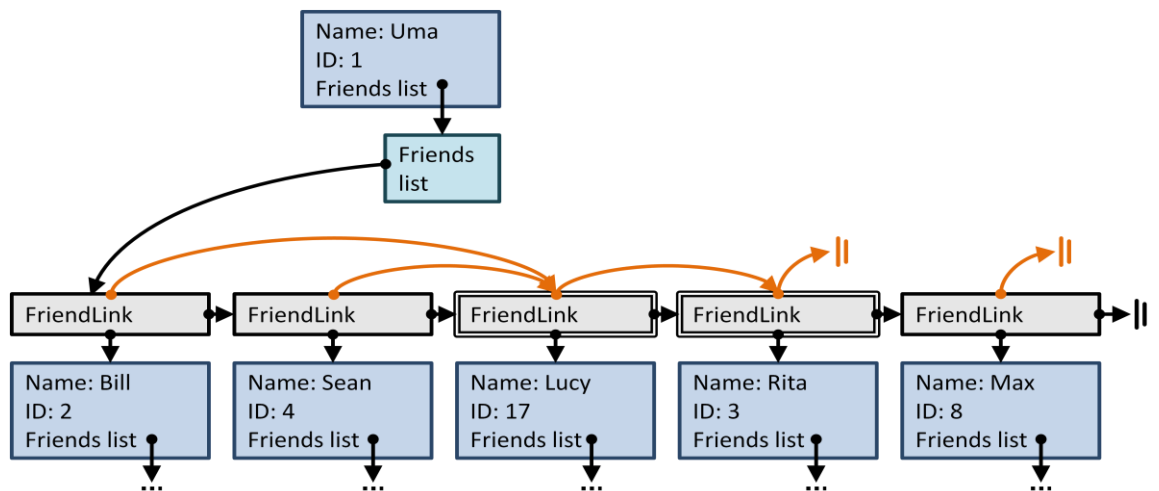 Name: Uma
ID: 1
Friends list
Friends
list
FriendLink
FriendLink
FriendLink
FriendLink
FriendLink
Name: Bill
ID: 2
Friends list
...
Name: Sean
ID: 4
Friends list
...
Name: Lucy
ID: 17
Friends list
...
Name: Rita
ID: 3
Friends list
...
Name: Max
ID: 8
Friends list
...